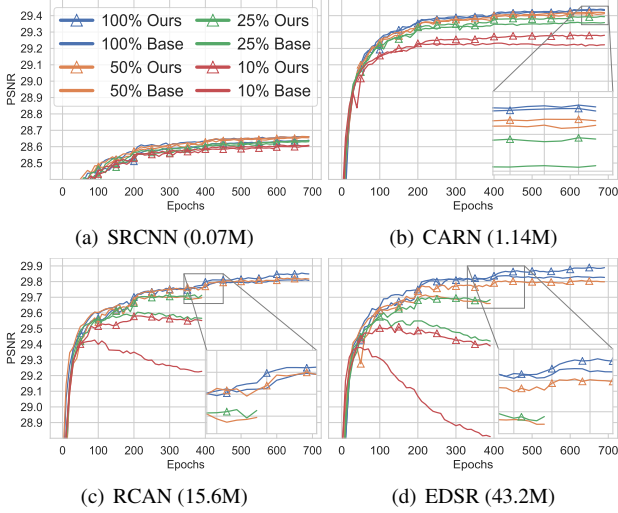 100% Ours
25% Ours
100% Base
25% Base
50% Ours
10% Ours
50% Base
10% Base
PSNR
29.4
29.3
29.2
29.1
29.0
28.9
28.8
28.7
28.6
28.5
0 100 200 300 400 500 600 700
Epochs
0 100 200 300 400 500 600 700
Epochs
(a) SRCNN (0.07M)
(b) CARN (1.14M)
PSNR
29.9
29.8
29.7
29.6
29.5
29.4
29.3
29.2
29.1
29.0
28.9
0 100 200 300 400 500 600 700
Epochs
0 100 200 300 400 500 600 700
Epochs
(c) RCAN (15.6M)
(d) EDSR (43.2M)